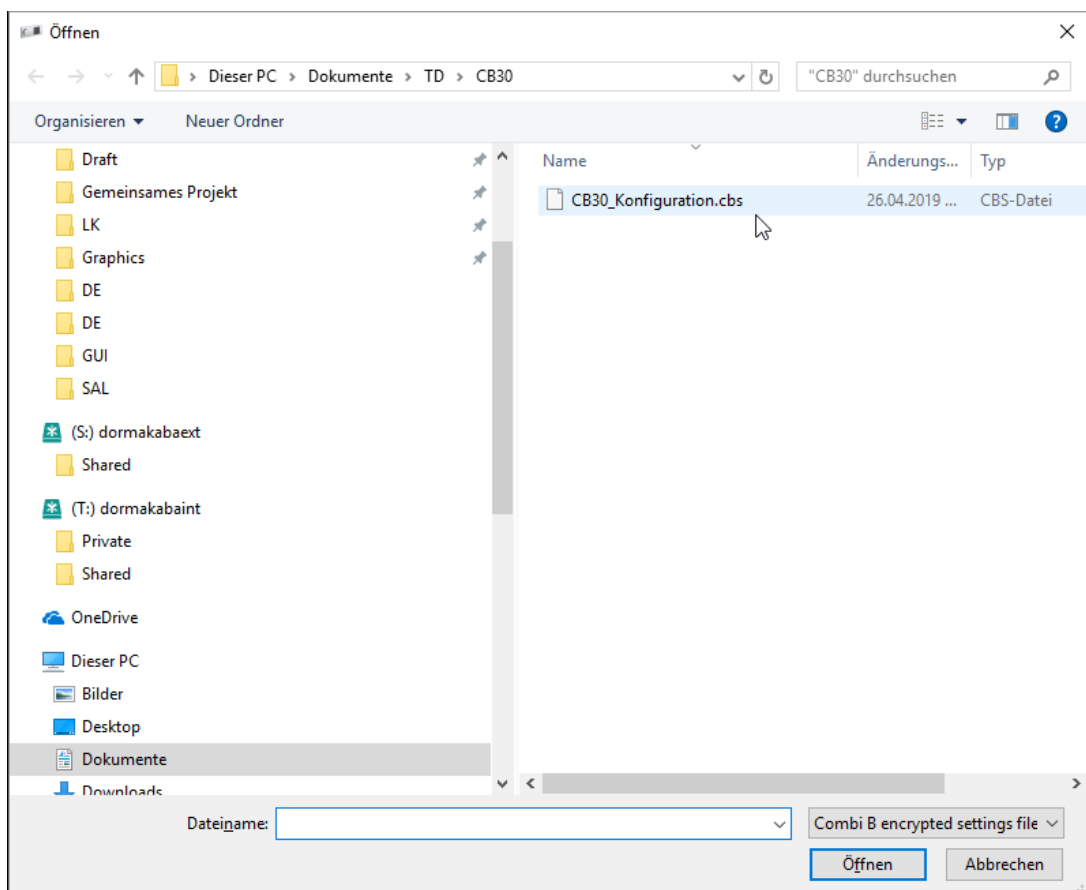 Öffnen
Dieser PC > Dokumente > TD > CB30
"CB30" durchsuchen
Organisieren
Neuer Ordner
Draft
Gemeinsames Projekt
LK
Graphics
DE
DE
GUI
SAL
(S:) dormakabaext
Shared
(T:) dormakabaint
Private
Shared
OneDrive
Dieser PC
Bilder
Desktop
Dokumente
Downloads
Name Änderungs... Typ
CB30_Konfiguration.cbs 26.04.2019 ... CBS-Datei
Dateiname:
Combi B encrypted settings file
Öffnen
Abbrechen